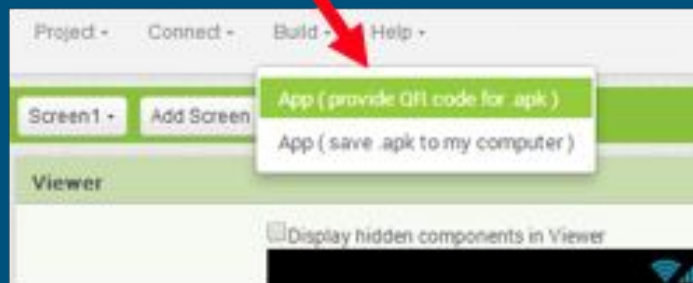 Project Connect Build Help
App ( provide QR code for .apk )
Screen1 Add Screen
App ( save .apk to my computer )
Viewer
Display hidden components in Viewer